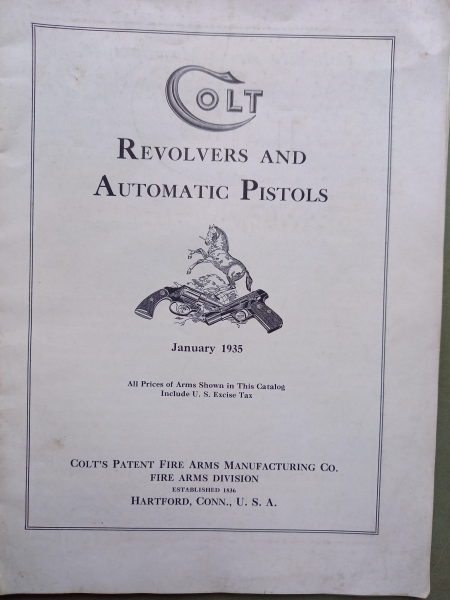 COLT
REVOLVERS AND
AUTOMATIC PISTOLS
January 1935
All Prices of Arms Shown in This Catalog
Include U. S. Excise Tax
COLT'S PATENT FIRE ARMS MANUFACTURING CO.
FIRE ARMS DIVISION
ESTABLISHED 1836
HARTFORD, CONN., U. S. A.